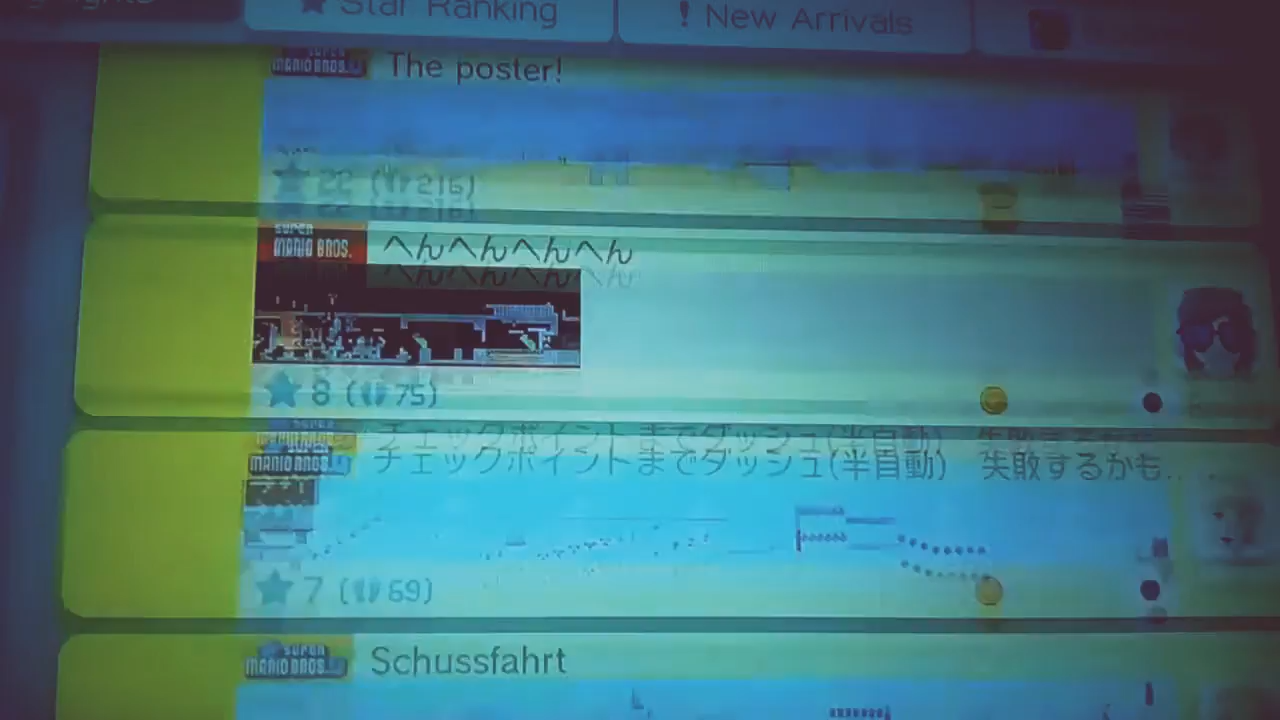 Star Ranking
! New Arrivals
SUPER
MARIO BROS.
The poster!
22 (216)
SUPER
MARIO BROS.
へんへんへんへん
8 (75)
SUPER
MARIO BROS.
チェックポイントまでダッシュ(半自動) 失敗するかも...
7 (69)
SUPER
MARIO BROS.
Schussfahrt